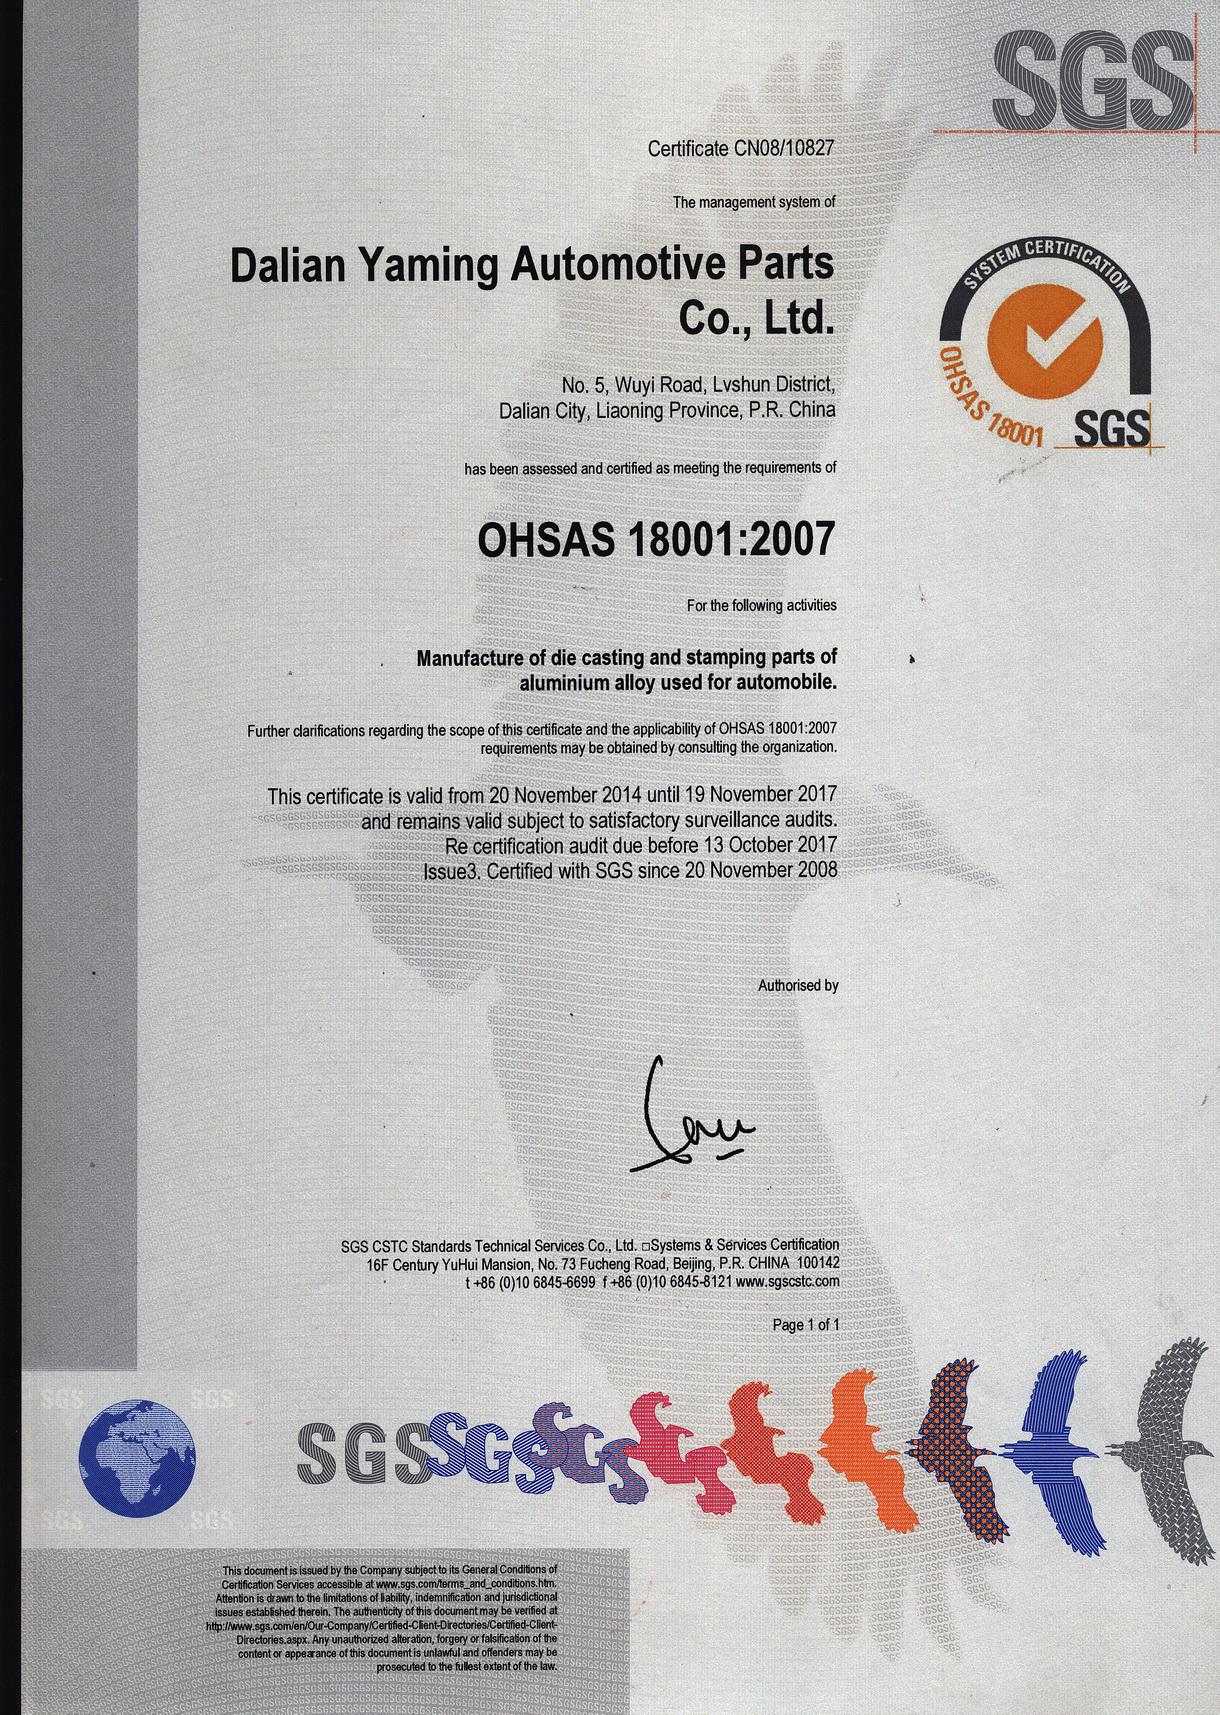 SGS
Certificate CN08/10827
The management system of
Dalian Yaming Automotive Parts
Co., Ltd.
SYSTEM CERTIFICATION
OHSAS 18001
SGS
No. 5, Wuyi Road, Lvshun District,
Dalian City, Liaoning Province, P.R. China
has been assessed and certified as meeting the requirements of
OHSAS 18001:2007
For the following activities
Manufacture of die casting and stamping parts of
aluminium alloy used for automobile.
Further clarifications regarding the scope of this certificate and the applicability of OHSAS 18001:2007
requirements may be obtained by consulting the organization.
This certificate is valid from 20 November 2014 until 19 November 2017
and remains valid subject to satisfactory surveillance audits.
Re certification audit due before 13 October 2017
Issue3. Certified with SGS since 20 November 2008
Authorised by
SGS CSTC Standards Technical Services Co., Ltd. □Systems & Services Certification
16F Century YuHui Mansion, No. 73 Fucheng Road, Beijing, P.R. CHINA 100142
t +86 (0)10 6845-6699 f +86 (0)10 6845-8121 www.sgscstc.com
Page 1 of 1
SGS SGS
SGS SGS
SGS SGS SGS
This document is issued by the Company subject to its General Conditions of
Certification Services accessible at www.sgs.com/terms_and_conditions.htm.
Attention is drawn to the limitations of liability, indemnification and jurisdictional
issues established therein. The authenticity of this document may be verified at
http://www.sgs.com/en/Our-Company/Certified-Client-Directories/Certified-Client-
Directories.aspx. Any unauthorized alteration, forgery or falsification of the
content or appearance of this document is unlawful and offenders may be
prosecuted to the fullest extent of the law.